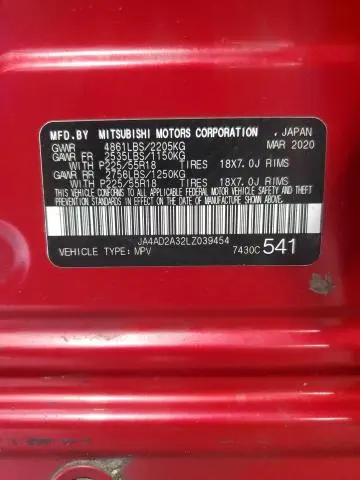 MFD.BY MITSUBISHI MOTORS CORPORATION , JAPAN
GVWR 4861LBS/2205KG MAR 2020
GAWR FR 2535LBS/1150KG
WITH P225/55R18 TIRES 18X7.0J RIMS
GAWR RR 2756LBS/1250KG
WITH P225/55R18 TIRES 18X7.0J RIMS
THIS VEHICLE CONFORMS TO ALL APPLICABLE FEDERAL MOTOR
VEHICLE SAFETY AND THEFT PREVENTION STANDARDS IN EFFECT
ON THE DATE OF MANUFACTURE SHOWN ABOVE.
JA4AD2A32LZ039454
VEHICLE TYPE: MPV 7430C 541